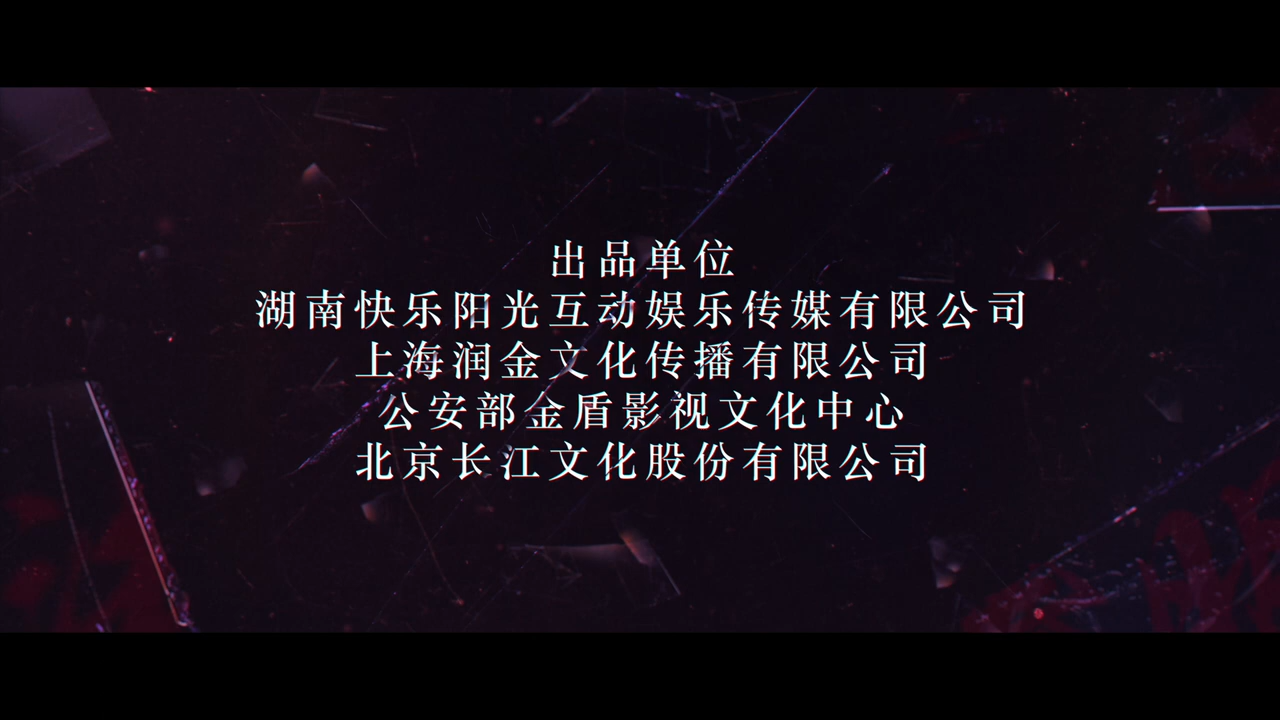 出品单位
湖南快乐阳光互动娱乐传媒有限公司
上海润金文化传播有限公司
公安部金盾影视文化中心
北京长江文化股份有限公司